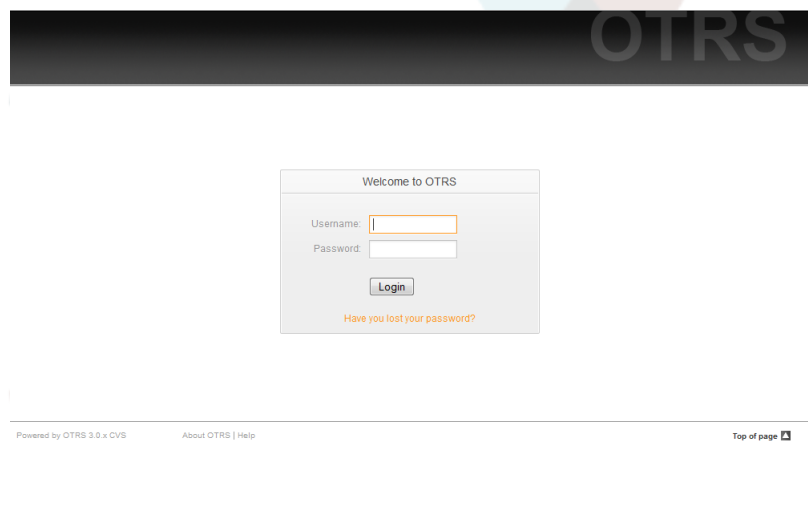 OTRS
Welcome to OTRS
Username:
Password:
Login
Have you lost your password?
Powered by OTRS 3.0.x CVS About OTRS | Help Top of page